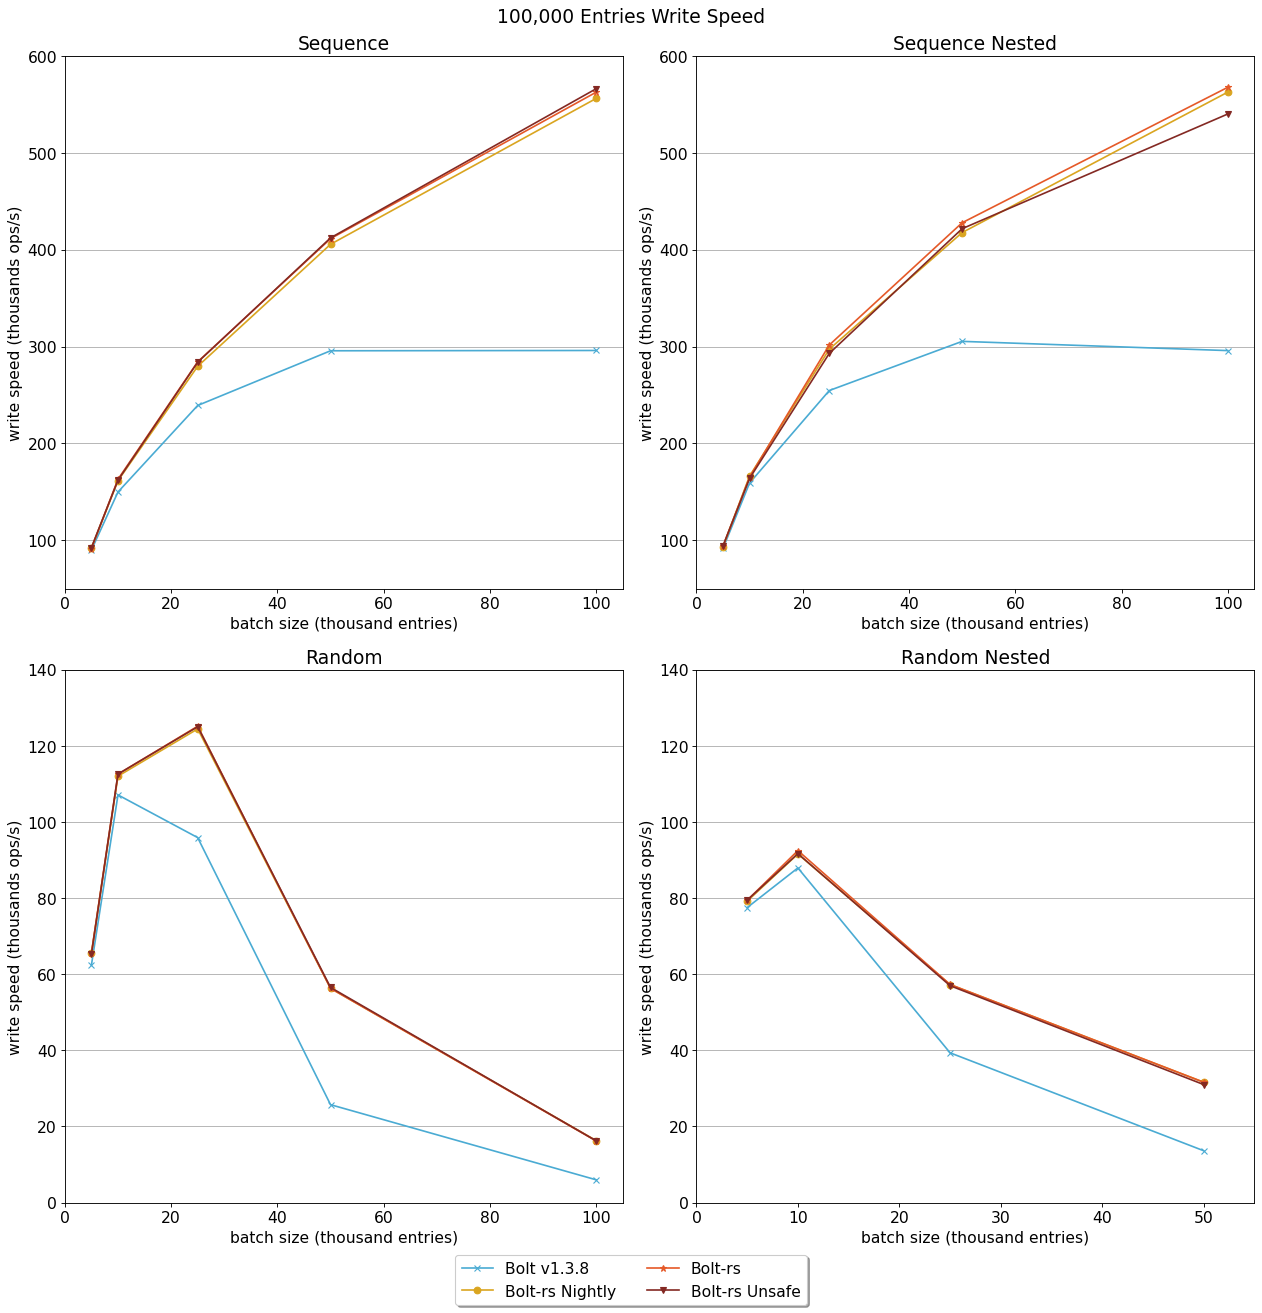 100,000 Entries Write Speed
Sequence
write speed (thousands ops/s)
600
500
400
300
200
100
0 20 40 60 80 100
batch size (thousand entries)
Sequence Nested
write speed (thousands ops/s)
600
500
400
300
200
100
0 20 40 60 80 100
batch size (thousand entries)
Random
write speed (thousands ops/s)
140
120
100
80
60
40
20
0
0 20 40 60 80 100
batch size (thousand entries)
Random Nested
write speed (thousands ops/s)
140
120
100
80
60
40
20
0
0 10 20 30 40 50
batch size (thousand entries)
Bolt v1.3.8
Bolt-rs Nightly
Bolt-rs
Bolt-rs Unsafe